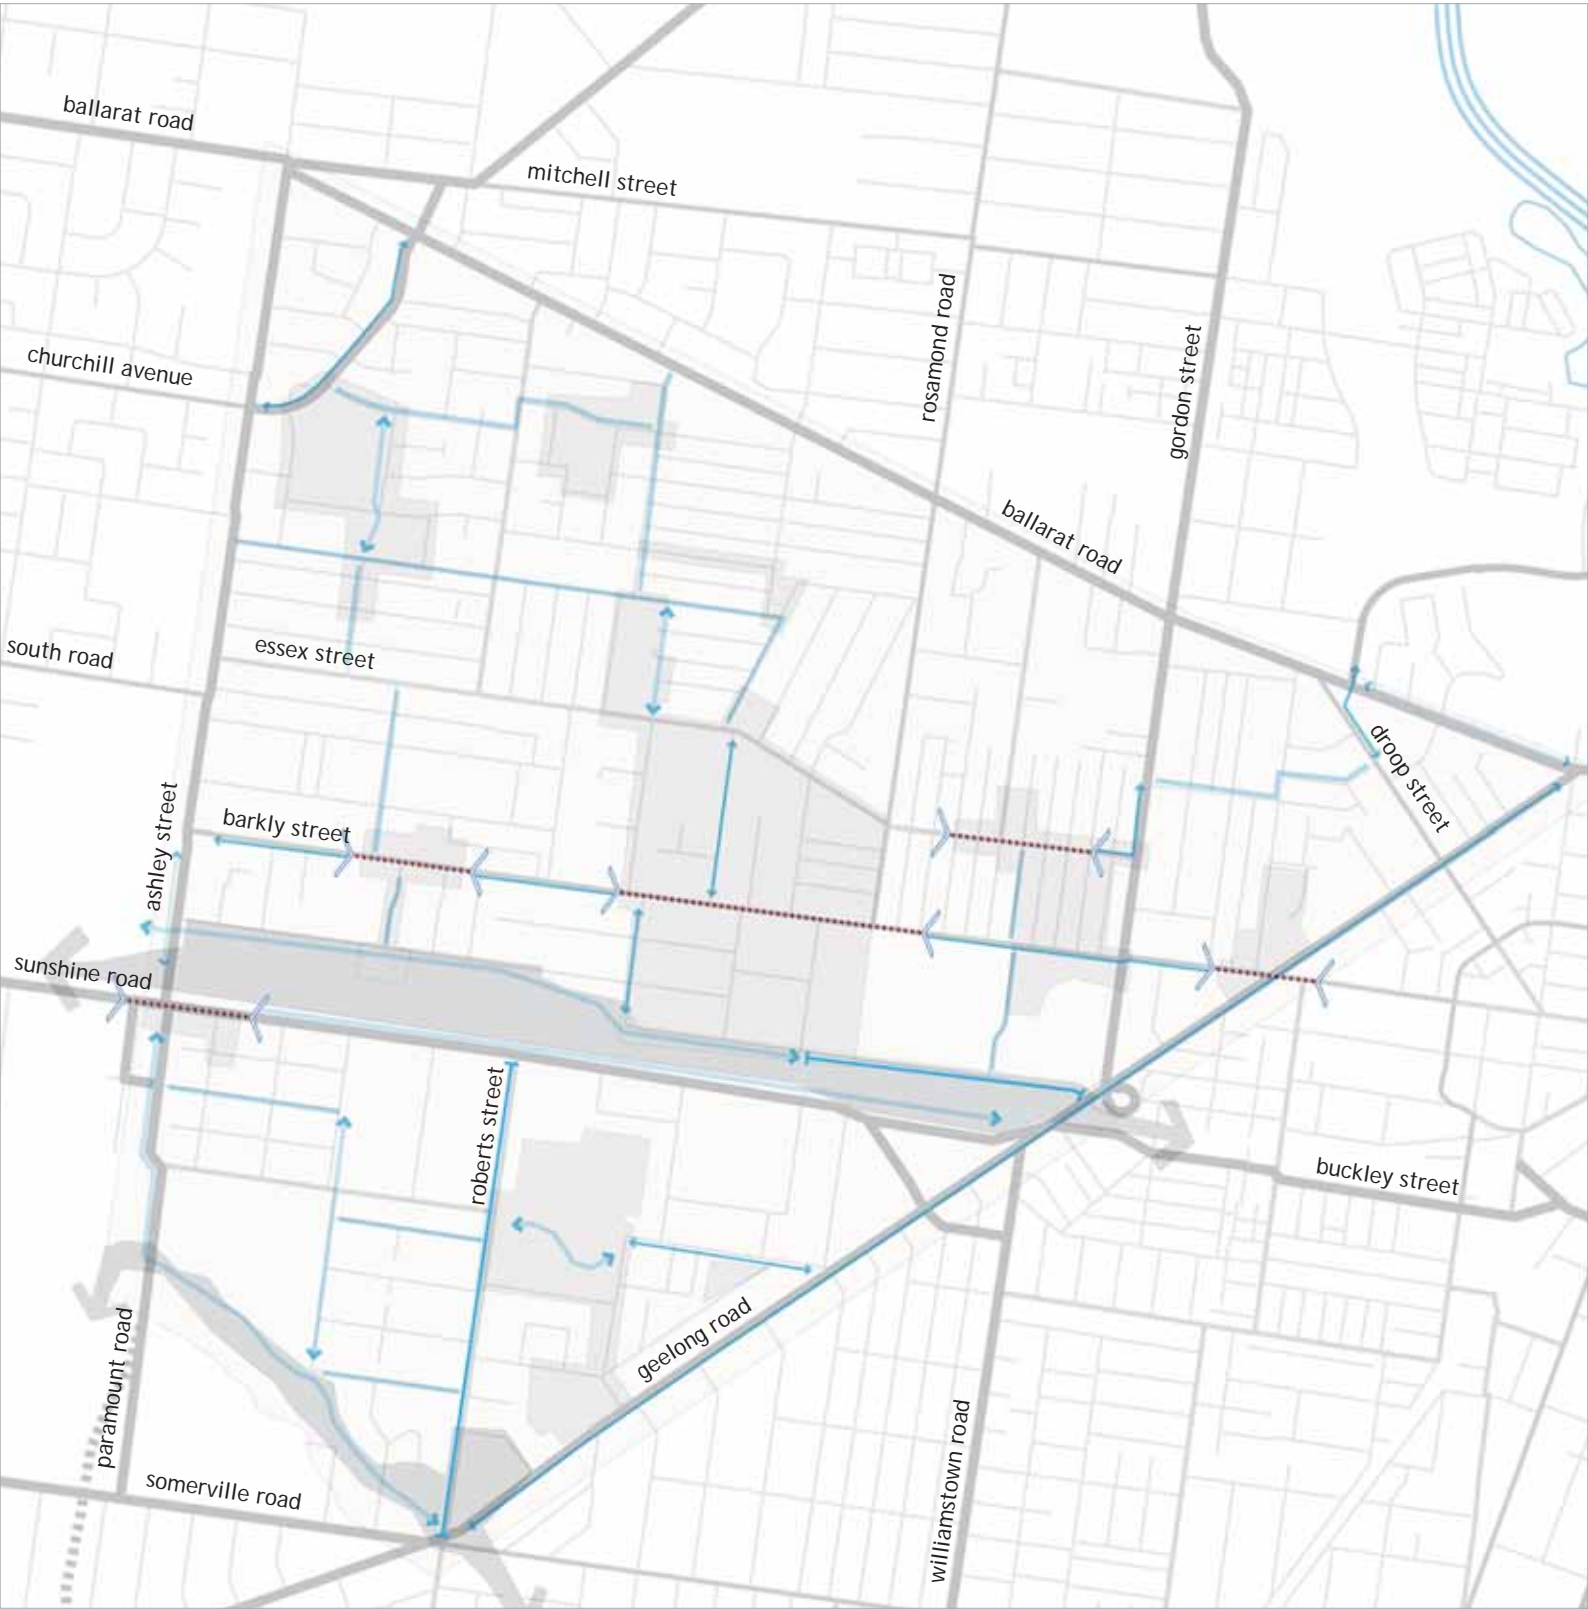 ballarat road
mitchell street
rosamond road
gordon street
churchill avenue
ballarat road
essex street
south road
droop street
ashley street
barkly street
sunshine road
roberts street
buckley street
geelong road
paramount road
williamstown road
somerville road